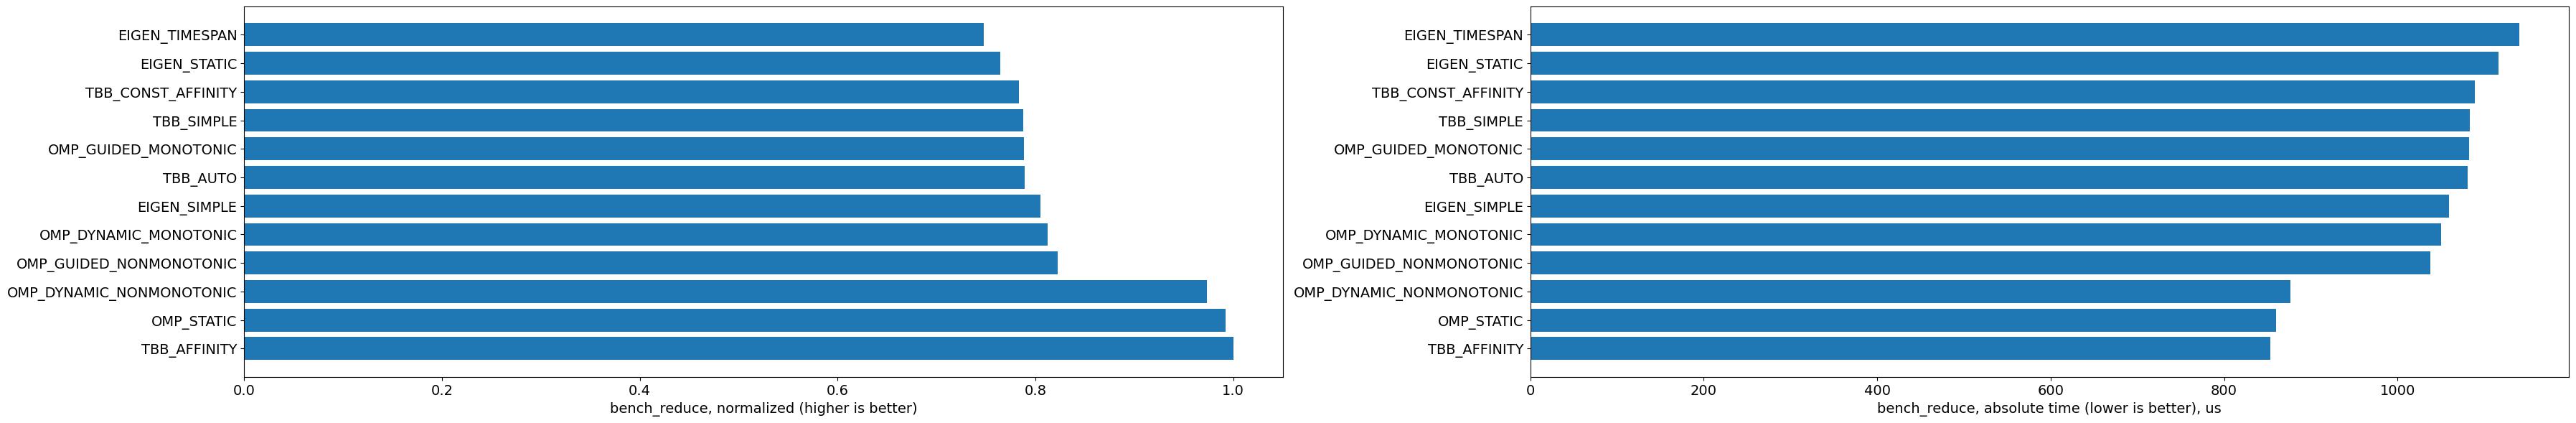 EIGEN_TIMESPAN
EIGEN_STATIC
TBB_CONST_AFFINITY
TBB_SIMPLE
OMP_GUIDED_MONOTONIC
TBB_AUTO
EIGEN_SIMPLE
OMP_DYNAMIC_MONOTONIC
OMP_GUIDED_NONMONOTONIC
OMP_DYNAMIC_NONMONOTONIC
OMP_STATIC
TBB_AFFINITY
0.0 0.2 0.4 0.6 0.8 1.0
bench_reduce, normalized (higher is better)
EIGEN_TIMESPAN
EIGEN_STATIC
TBB_CONST_AFFINITY
TBB_SIMPLE
OMP_GUIDED_MONOTONIC
TBB_AUTO
EIGEN_SIMPLE
OMP_DYNAMIC_MONOTONIC
OMP_GUIDED_NONMONOTONIC
OMP_DYNAMIC_NONMONOTONIC
OMP_STATIC
TBB_AFFINITY
0 200 400 600 800 1000
bench_reduce, absolute time (lower is better), us